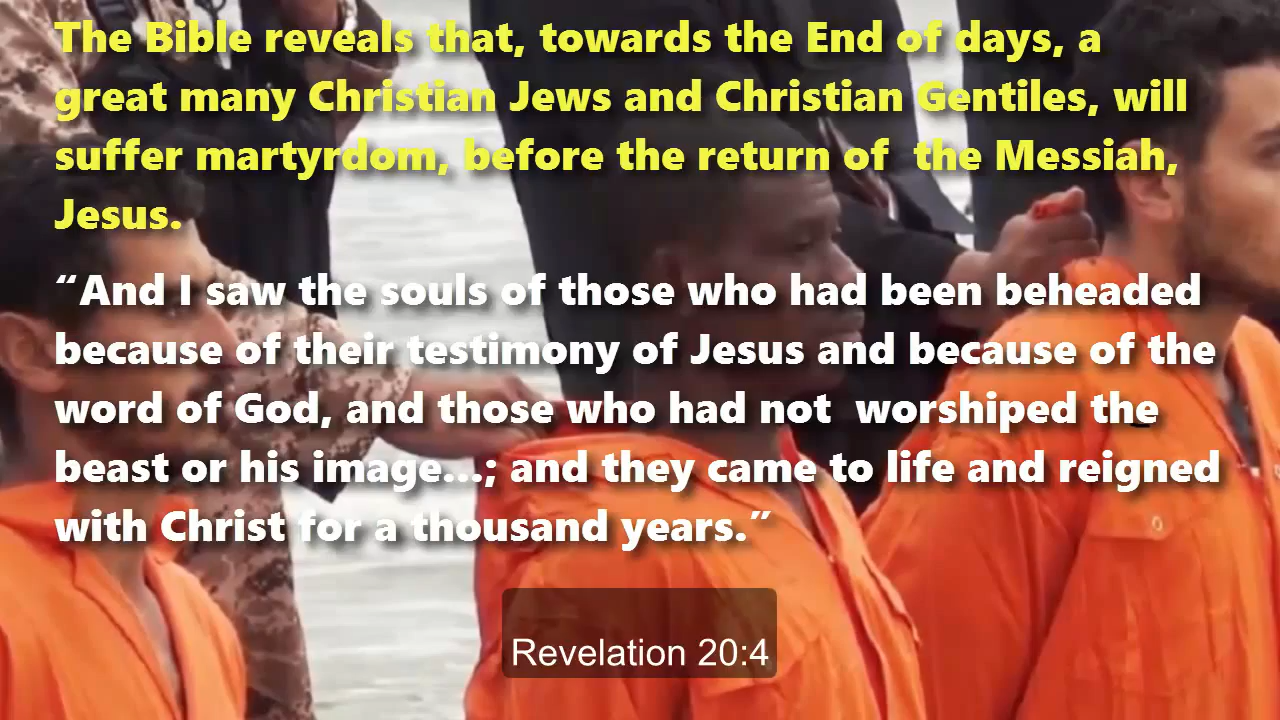 The Bible reveals that, towards the End of days, a
great many Christian Jews and Christian Gentiles, will
suffer martyrdom, before the return of  the Messiah,
Jesus.
“And I saw the souls of those who had been beheaded
because of their testimony of Jesus and because of the
word of God, and those who had not  worshiped the
beast or his image...; and they came to life and reigned
with Christ for a thousand years.”
Revelation 20:4